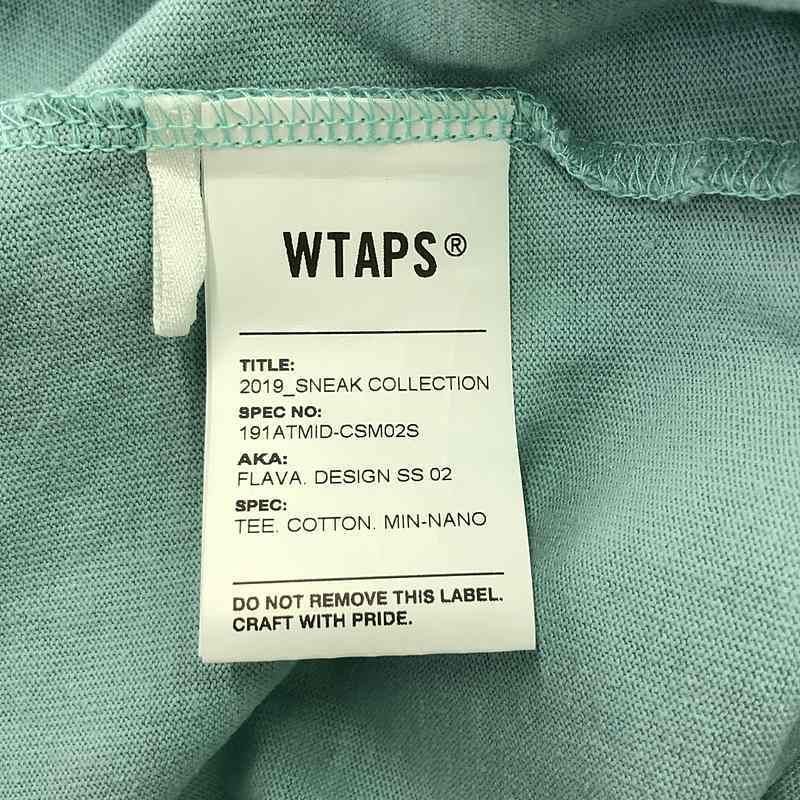 WTAPS®
TITLE:
2019_SNEAK COLLECTION
SPEC NO:
191ATMID-CSM02S
AKA:
FLAVA. DESIGN SS 02
SPEC:
TEE. COTTON. MIN-NANO
DO NOT REMOVE THIS LABEL.
CRAFT WITH PRIDE.